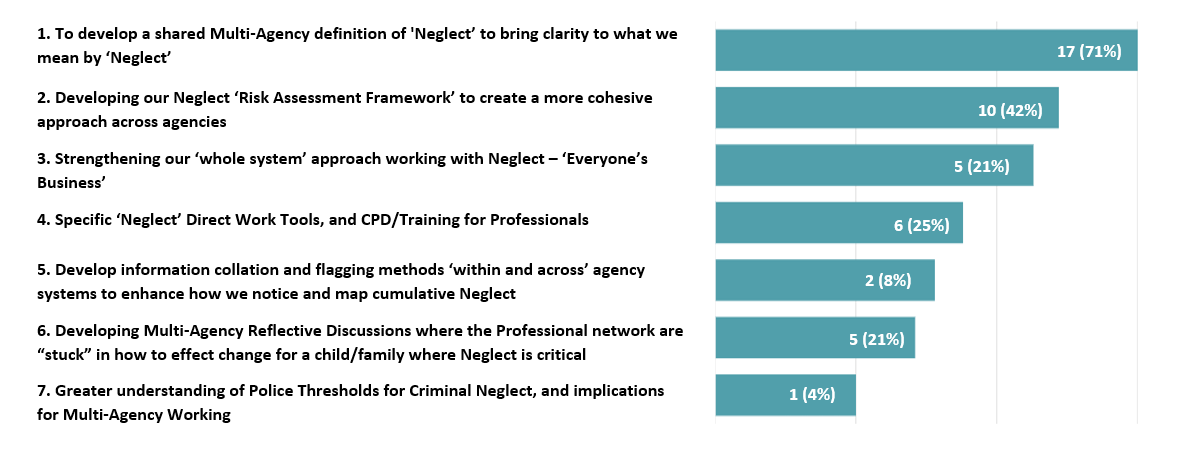 1. To develop a shared Multi-Agency definition of 'Neglect’ to bring clarity to what we
mean by ‘Neglect’
17 (71%)
2. Developing our Neglect ‘Risk Assessment Framework’ to create a more cohesive
approach across agencies
10 (42%)
3. Strengthening our ‘whole system’ approach working with Neglect – ‘Everyone’s
Business’
5 (21%)
4. Specific ‘Neglect’ Direct Work Tools, and CPD/Training for Professionals
6 (25%)
5. Develop information collation and flagging methods ‘within and across’ agency
systems to enhance how we notice and map cumulative Neglect
2 (8%)
6. Developing Multi-Agency Reflective Discussions where the Professional network are
“stuck” in how to effect change for a child/family where Neglect is critical
5 (21%)
7. Greater understanding of Police Thresholds for Criminal Neglect, and implications
for Multi-Agency Working
1 (4%)